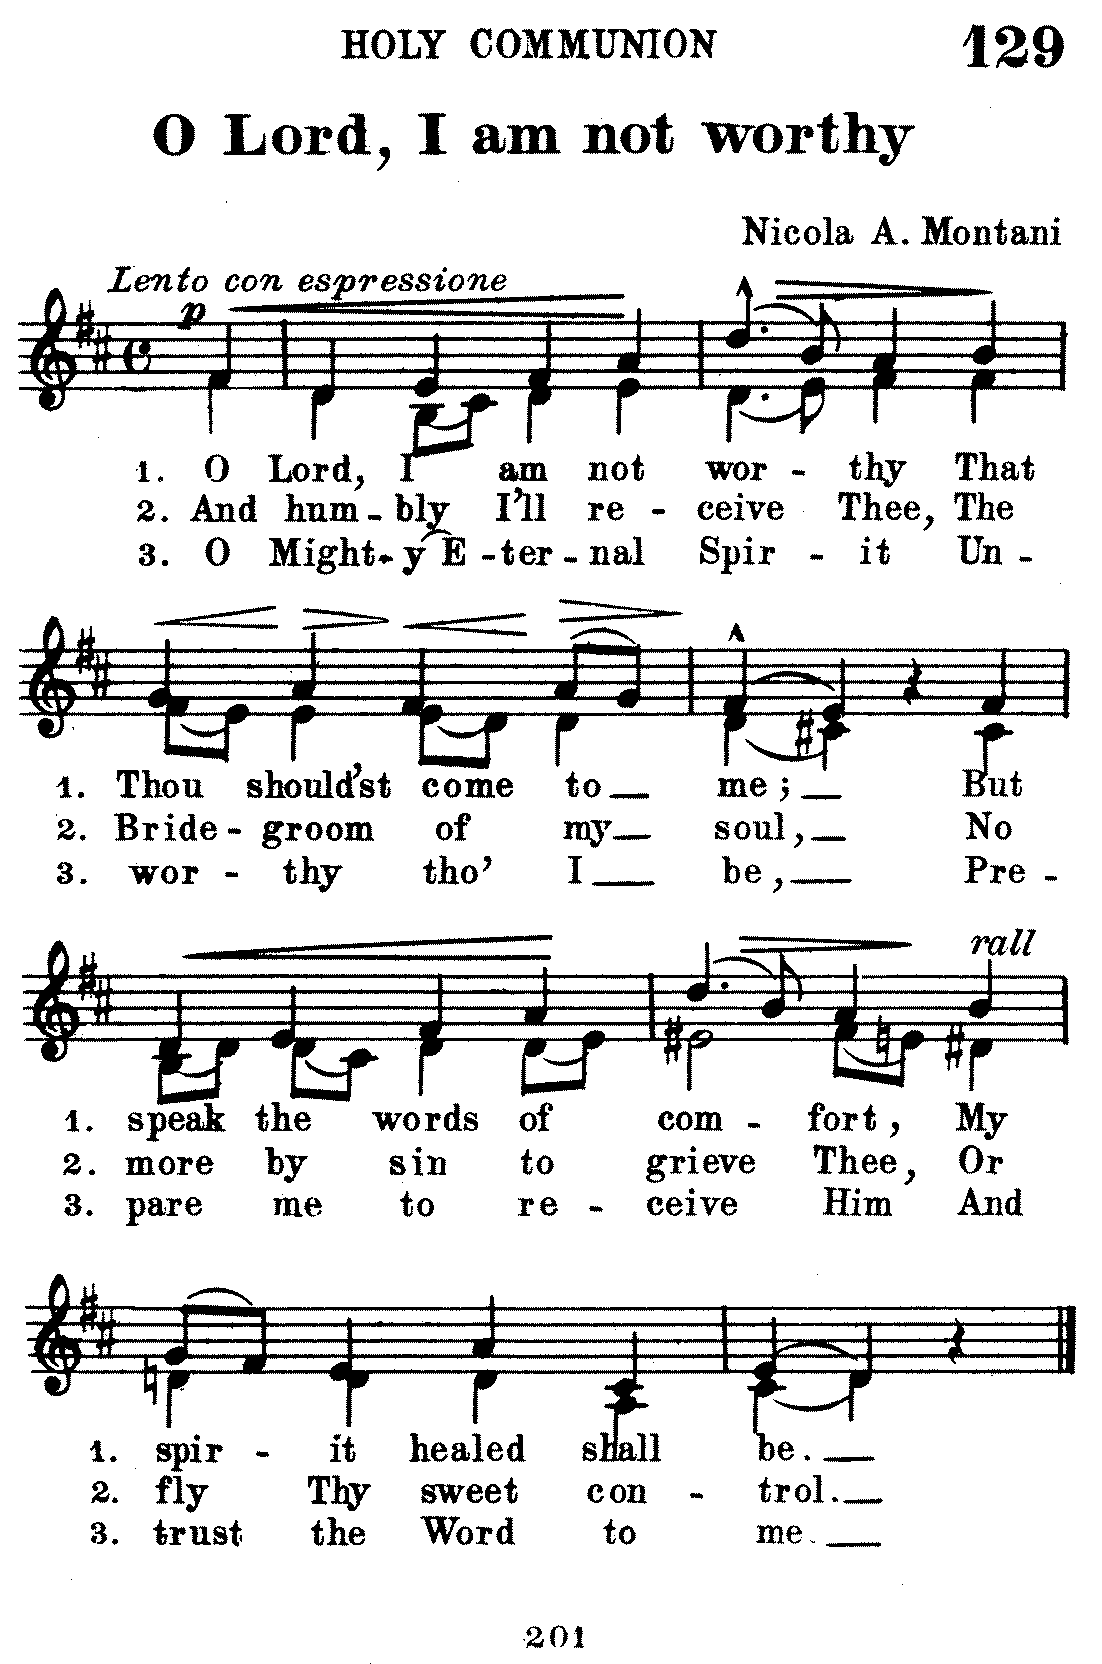 HOLY COMMUNION 129
O Lord, I am not worthy
Nicola A. Montani
Lento con espressione
p
1. O Lord, I am not wor - thy That
2. And hum - bly I'll re - ceive Thee, The
3. O Might - y E - ter - nal Spir - it Un -
1. Thou should'st come to me; But
2. Bride - groom of my soul, No
3. wor - thy tho' I be, Pre -
rall
1. speak the words of com - fort, My
2. more by sin to grieve Thee, Or
3. pare me to re - ceive Him And
1. spir - it healed shall be.
2. fly Thy sweet con - trol.
3. trust the Word to me.
201